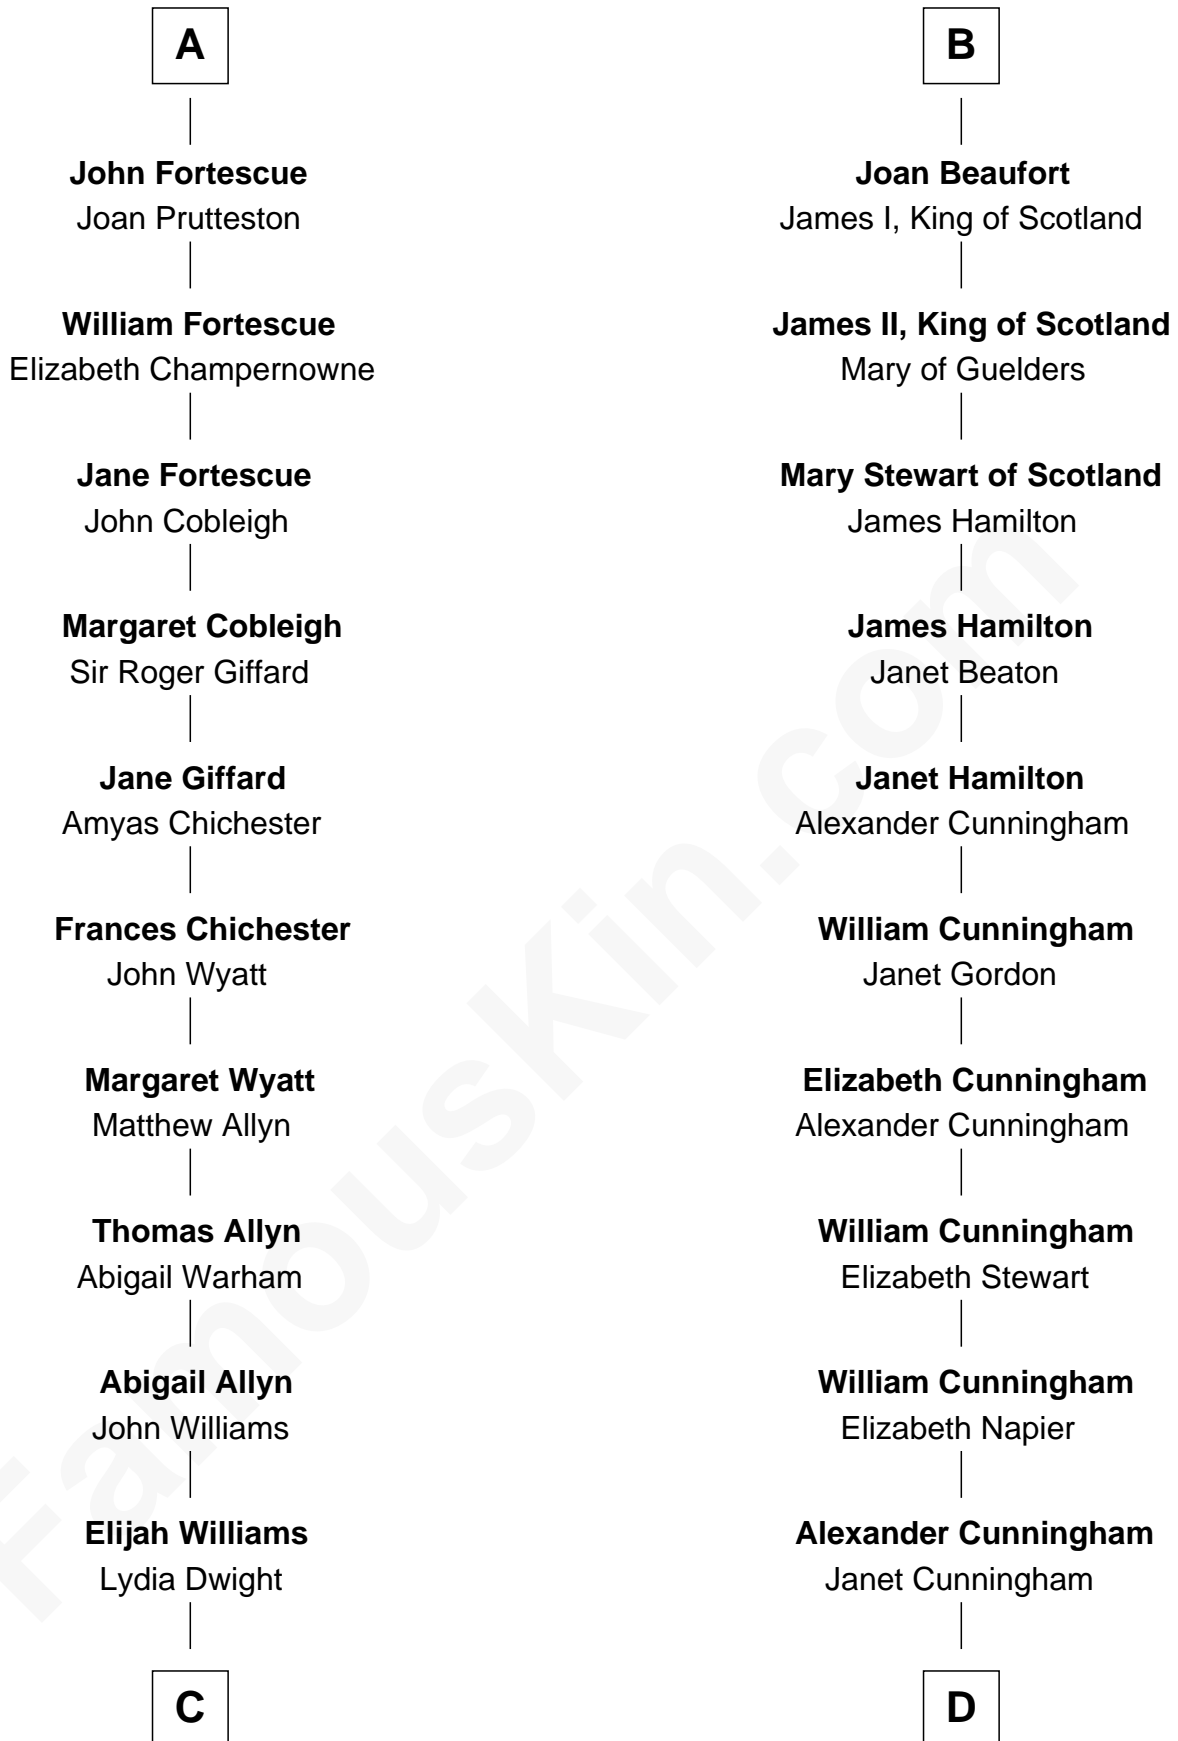 A
John Fortescue
Joan Prutteston
William Fortescue
Elizabeth Champernowne
Jane Fortescue
John Cobleigh
Margaret Cobleigh
Sir Roger Giffard
Jane Giffard
Amyas Chichester
Frances Chichester
John Wyatt
Margaret Wyatt
Matthew Allyn
Thomas Allyn
Abigail Warham
Abigail Allyn
John Williams
Elijah Williams
Lydia Dwight
C
B
Joan Beaufort
James I, King of Scotland
James II, King of Scotland
Mary of Guelders
Mary Stewart of Scotland
James Hamilton
James Hamilton
Janet Beaton
Janet Hamilton
Alexander Cunningham
William Cunningham
Janet Gordon
Elizabeth Cunningham
Alexander Cunningham
William Cunningham
Elizabeth Stewart
William Cunningham
Elizabeth Napier
Alexander Cunningham
Janet Cunningham
D
FamousKin.com